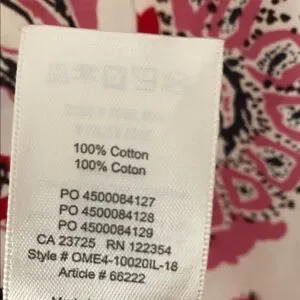 100% Cotton
100% Coton
PO 4500084127
PO 4500084128
PO 4500084129
CA 23725 RN 122354
Style # OME4-10020IL-18
Article # 66222